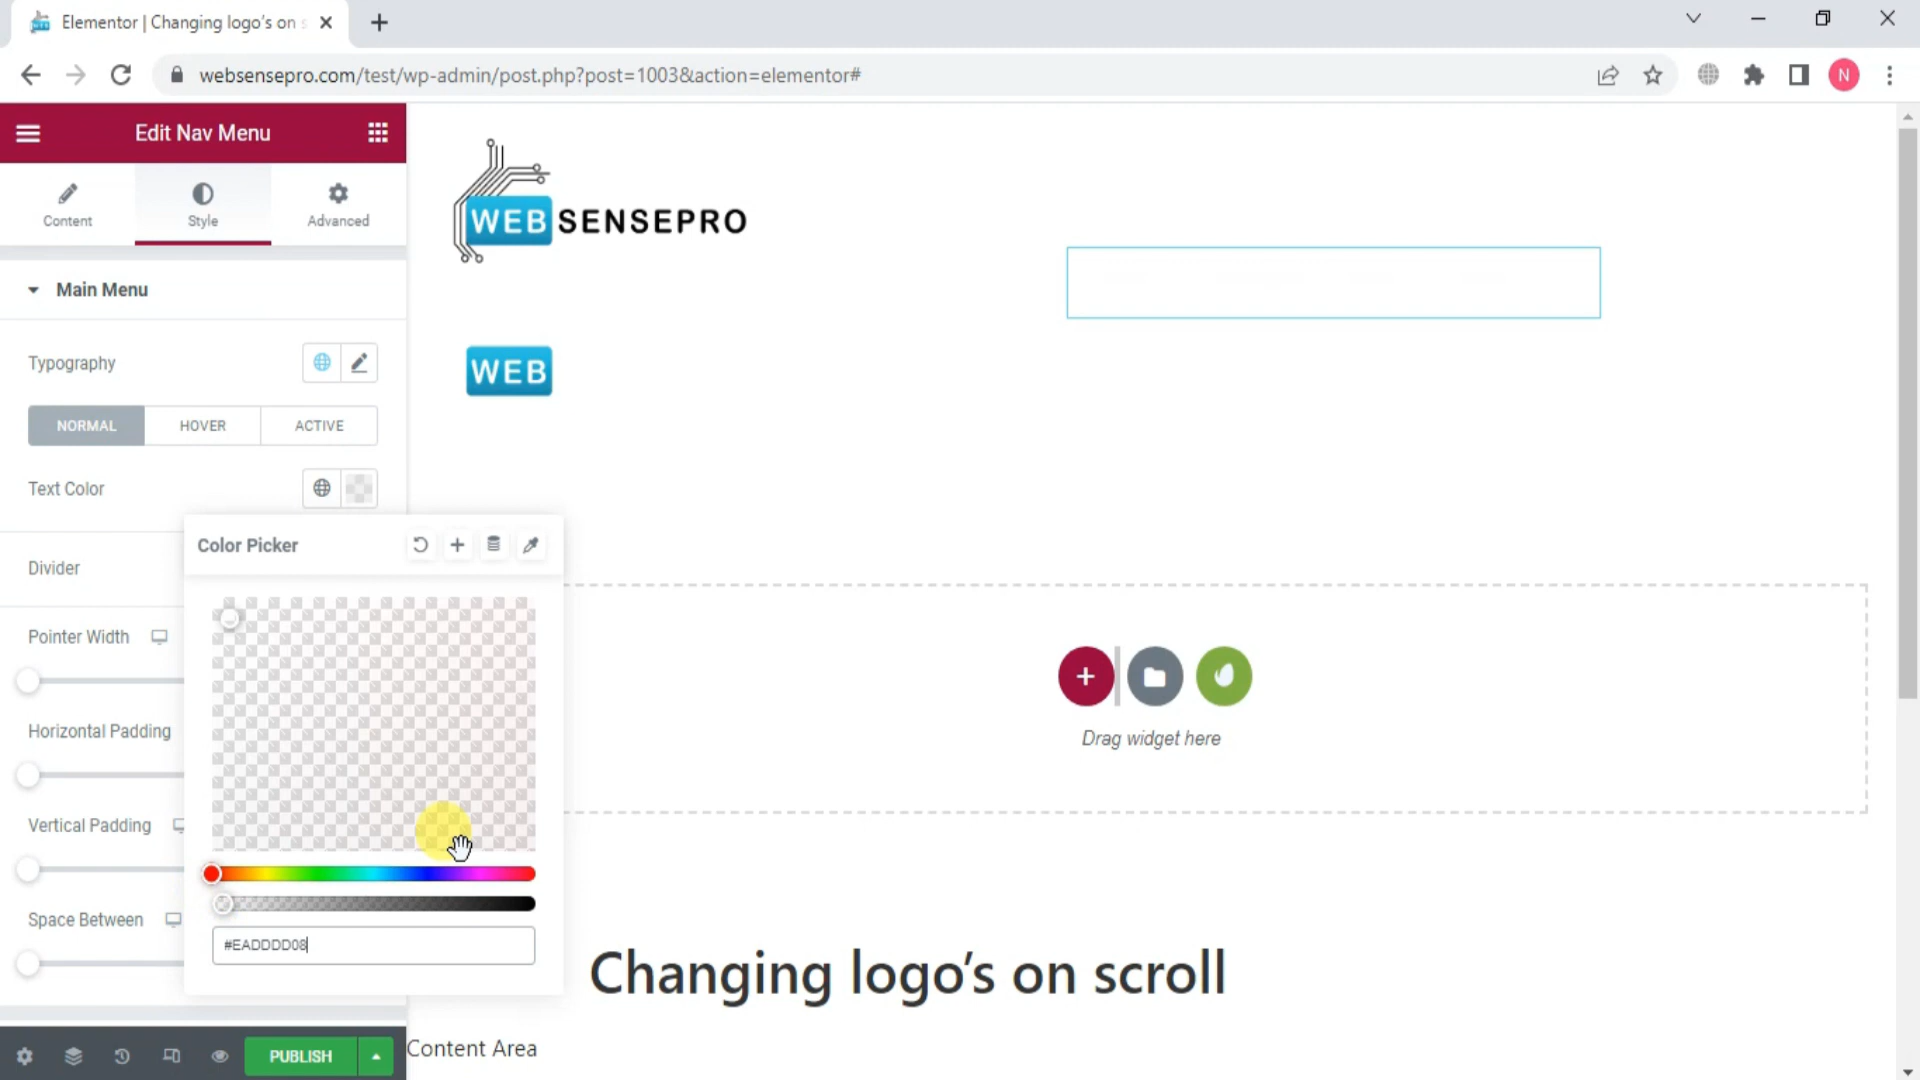 Elementor | Changing logo's on s
websensepro.com/test/wp-admin/post.php?post=1003&action=elementor#
N
Edit Nav Menu
Content
Style
Advanced
Main Menu
Typography
NORMAL
HOVER
ACTIVE
Text Color
Color Picker
Divider
Pointer Width
Horizontal Padding
Vertical Padding
Space Between
#EADDDD08
PUBLISH
WEB SENSEPRO
WEB
Drag widget here
Changing logo's on scroll
Content Area